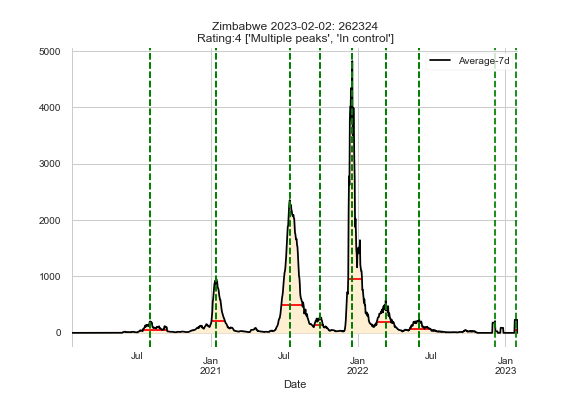 Zimbabwe 2023-02-02: 262324
Rating:4 ['Multiple peaks', 'In control']
Average-7d
5000
4000
3000
2000
1000
0
Jul
Jan
2021
Jul
Jan
2022
Jul
Jan
2023
Date